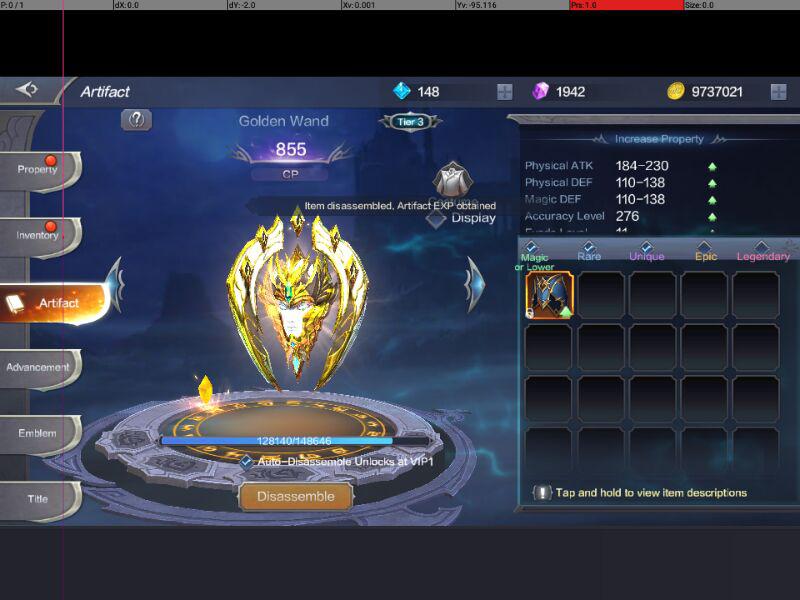 P: 0 / 1
dX: 0.0
dY: -2.0
Xv: 0.001
Yv: -95.116
Prs: 1.0
Size: 0.0
Artifact
148
1942
9737021
Golden Wand
Tier 3
855
CP
Increase Property
Physical ATK 184-230
Physical DEF 110-138
Magic DEF 110-138
Accuracy Level 276
Property
Inventory
Artifact
Advancement
Emblem
Title
Item disassembled, Artifact EXP obtained
Display
Magic or Lower
Rare
Unique
Epic
Legendary
128140/148646
Auto-Disassemble Unlocks at VIP1
Disassemble
Tap and hold to view item descriptions